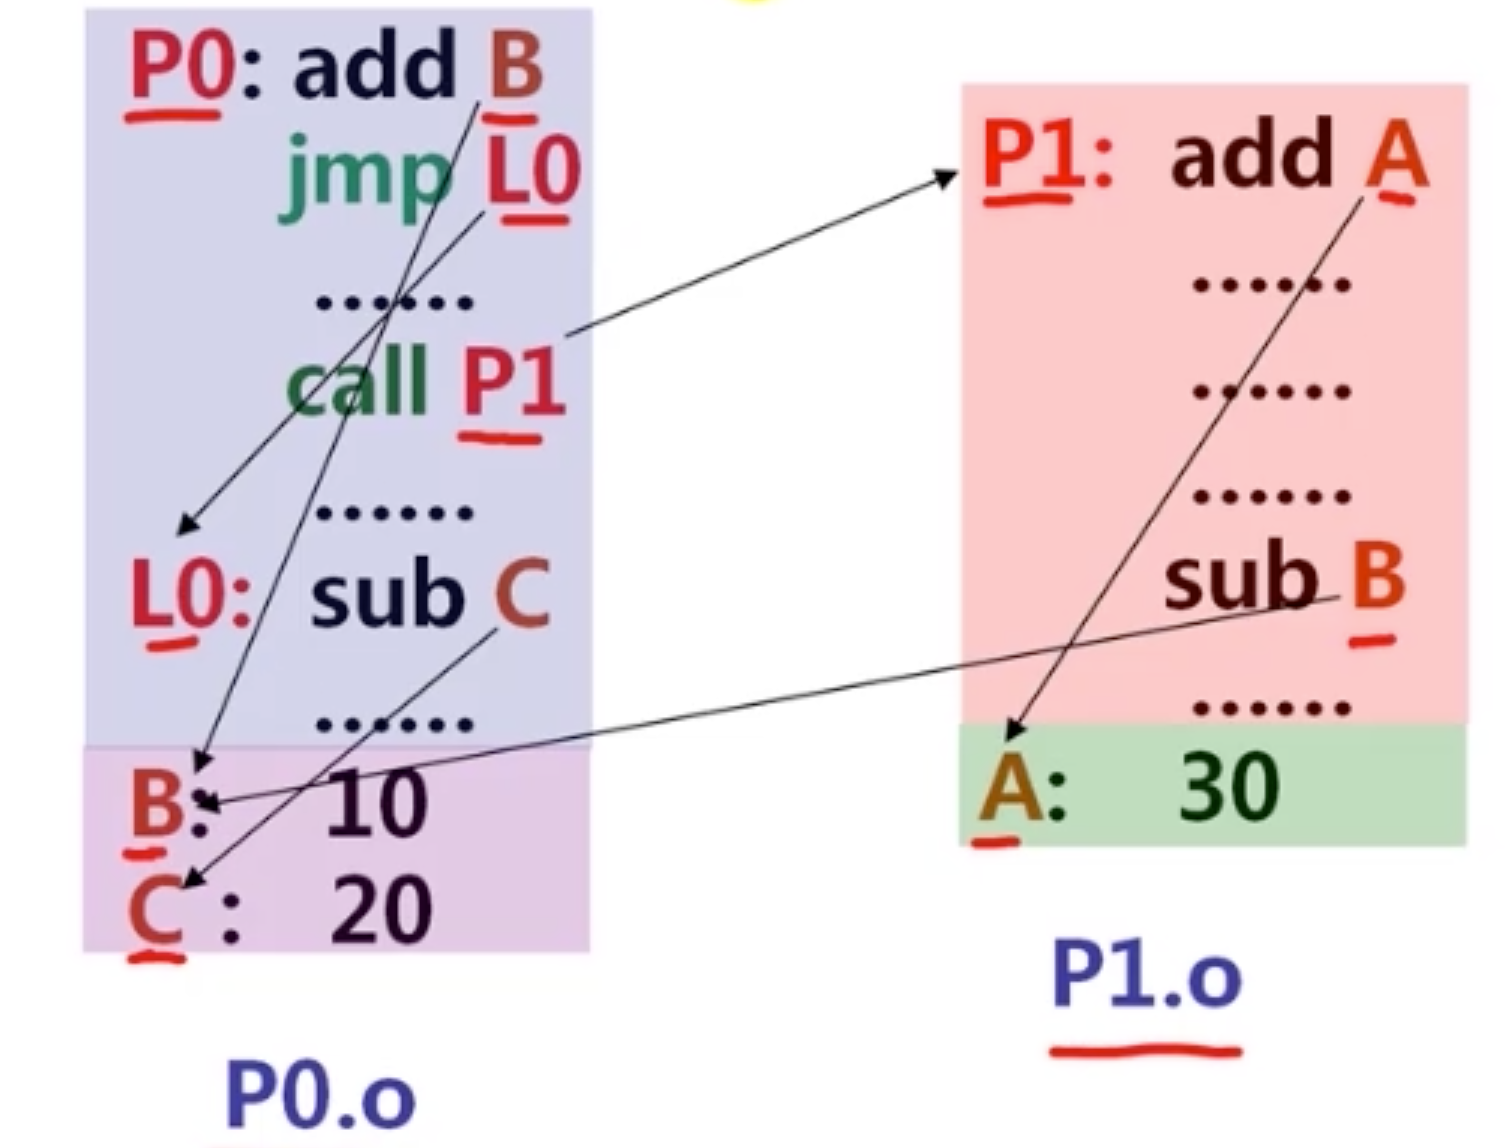 P0: add B
jmp L0
......
call P1
......
L0: sub C
......
B: 10
C : 20
P0.o
P1: add A
......
......
......
sub B
......
A: 30
P1.o